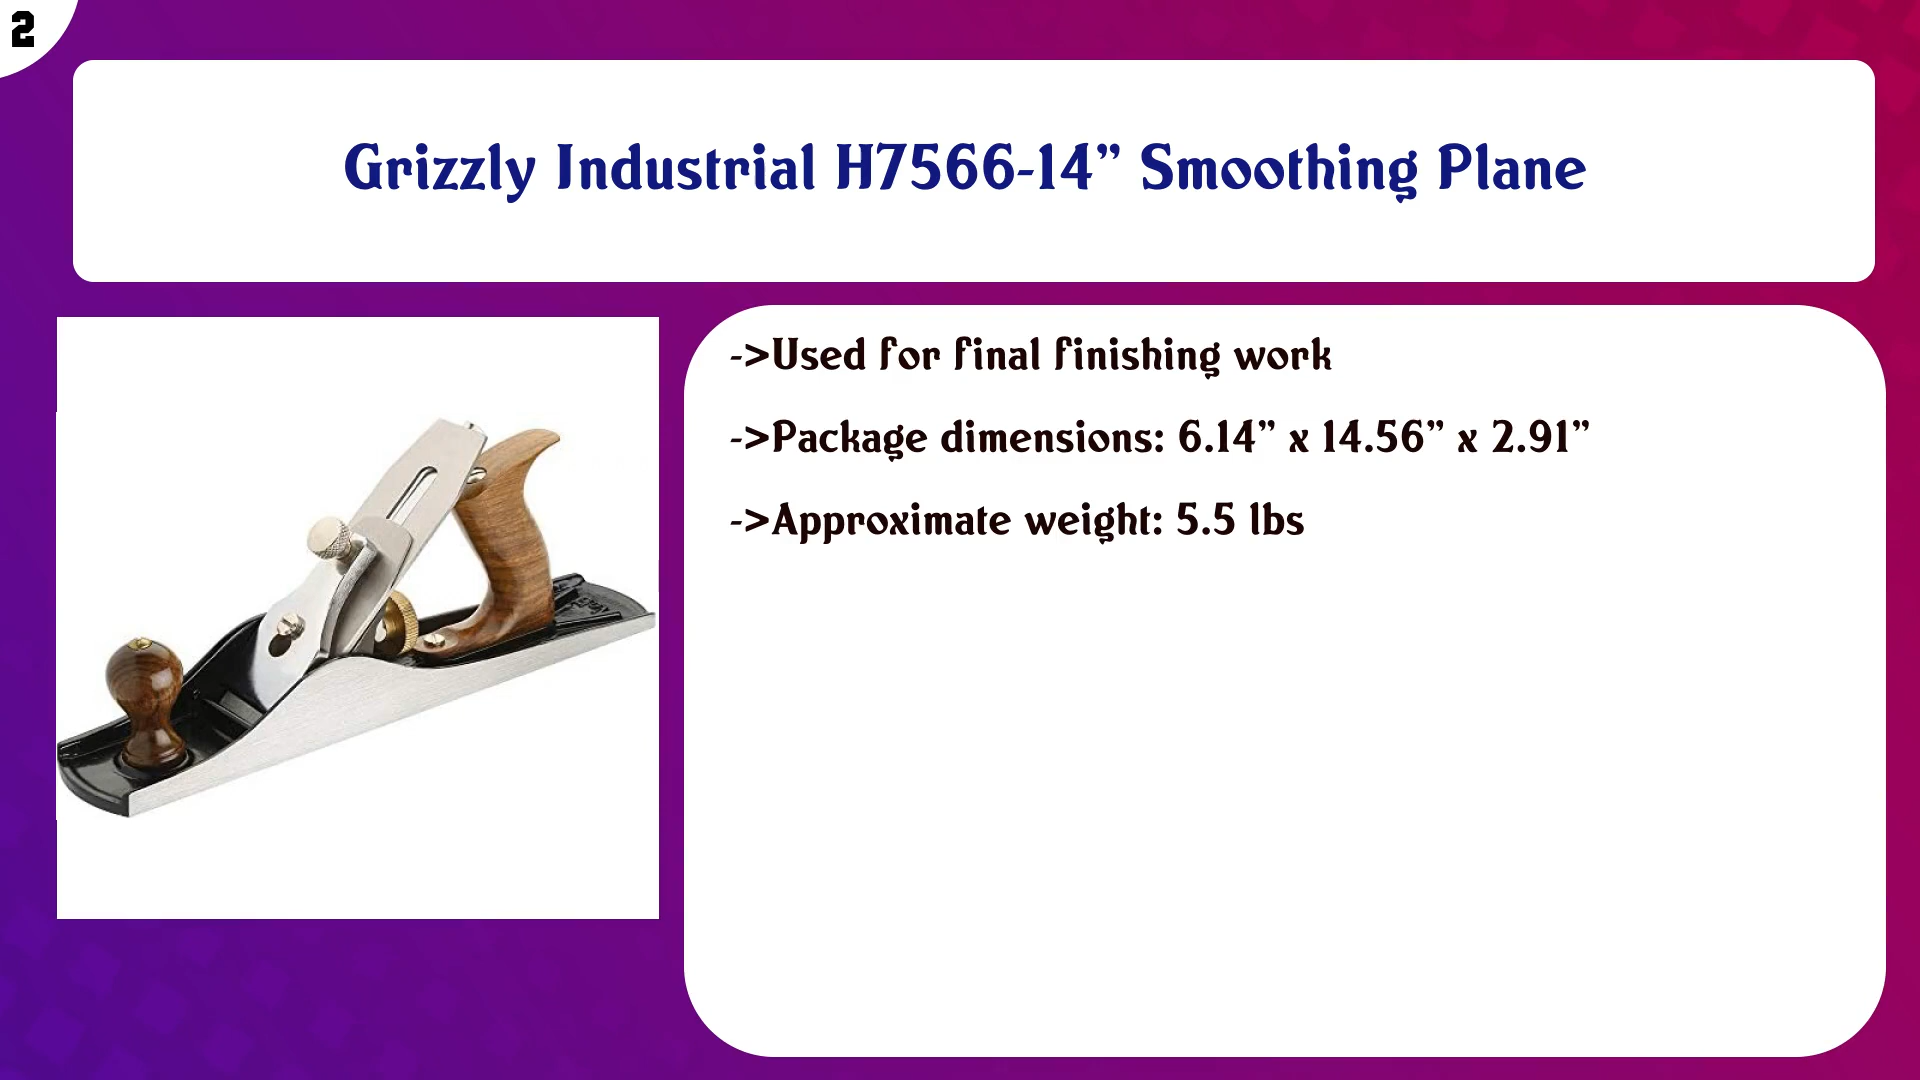 2
Grizzly Industrial H7566-14” Smoothing Plane
->Used for final finishing work
->Package dimensions: 6.14” x 14.56” x 2.91”
->Approximate weight: 5.5 lbs